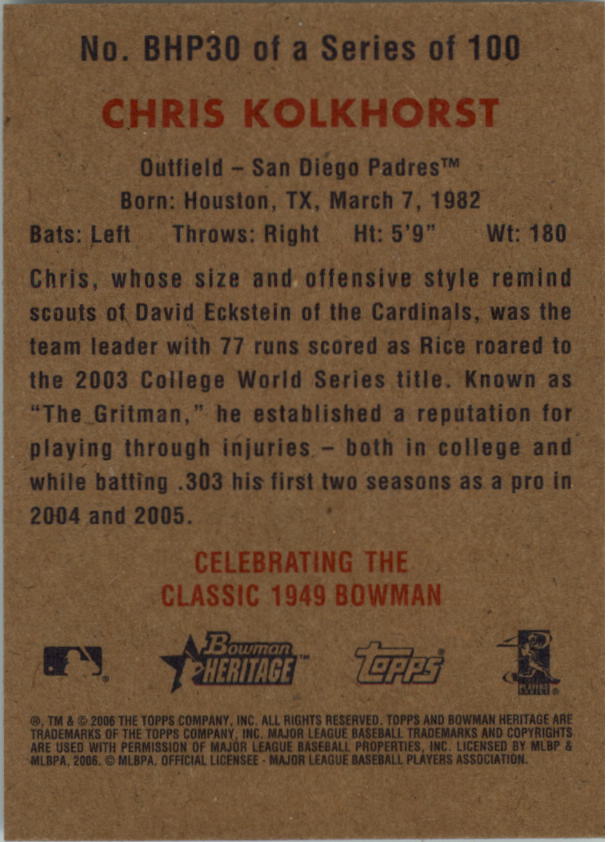 No. BHP30 of a Series of 100
CHRIS KOLKHORST
Outfield – San Diego Padres™
Born: Houston, TX, March 7, 1982
Bats: Left Throws: Right Ht: 5'9" Wt: 180
Chris, whose size and offensive style remind
scouts of David Eckstein of the Cardinals, was the
team leader with 77 runs scored as Rice roared to
the 2003 College World Series title. Known as
“The Gritman,” he established a reputation for
playing through injuries – both in college and
while batting .303 his first two seasons as a pro in
2004 and 2005.
CELEBRATING THE
CLASSIC 1949 BOWMAN
Bowman
HERITAGE™
topps®
®, TM & © 2006 THE TOPPS COMPANY, INC. ALL RIGHTS RESERVED. TOPPS AND BOWMAN HERITAGE ARE
TRADEMARKS OF THE TOPPS COMPANY, INC. MAJOR LEAGUE BASEBALL TRADEMARKS AND COPYRIGHTS
ARE USED WITH PERMISSION OF MAJOR LEAGUE BASEBALL PROPERTIES, INC. LICENSED BY MLBP &
MLBPA, 2006. © MLBPA, OFFICIAL LICENSEE - MAJOR LEAGUE BASEBALL PLAYERS ASSOCIATION.